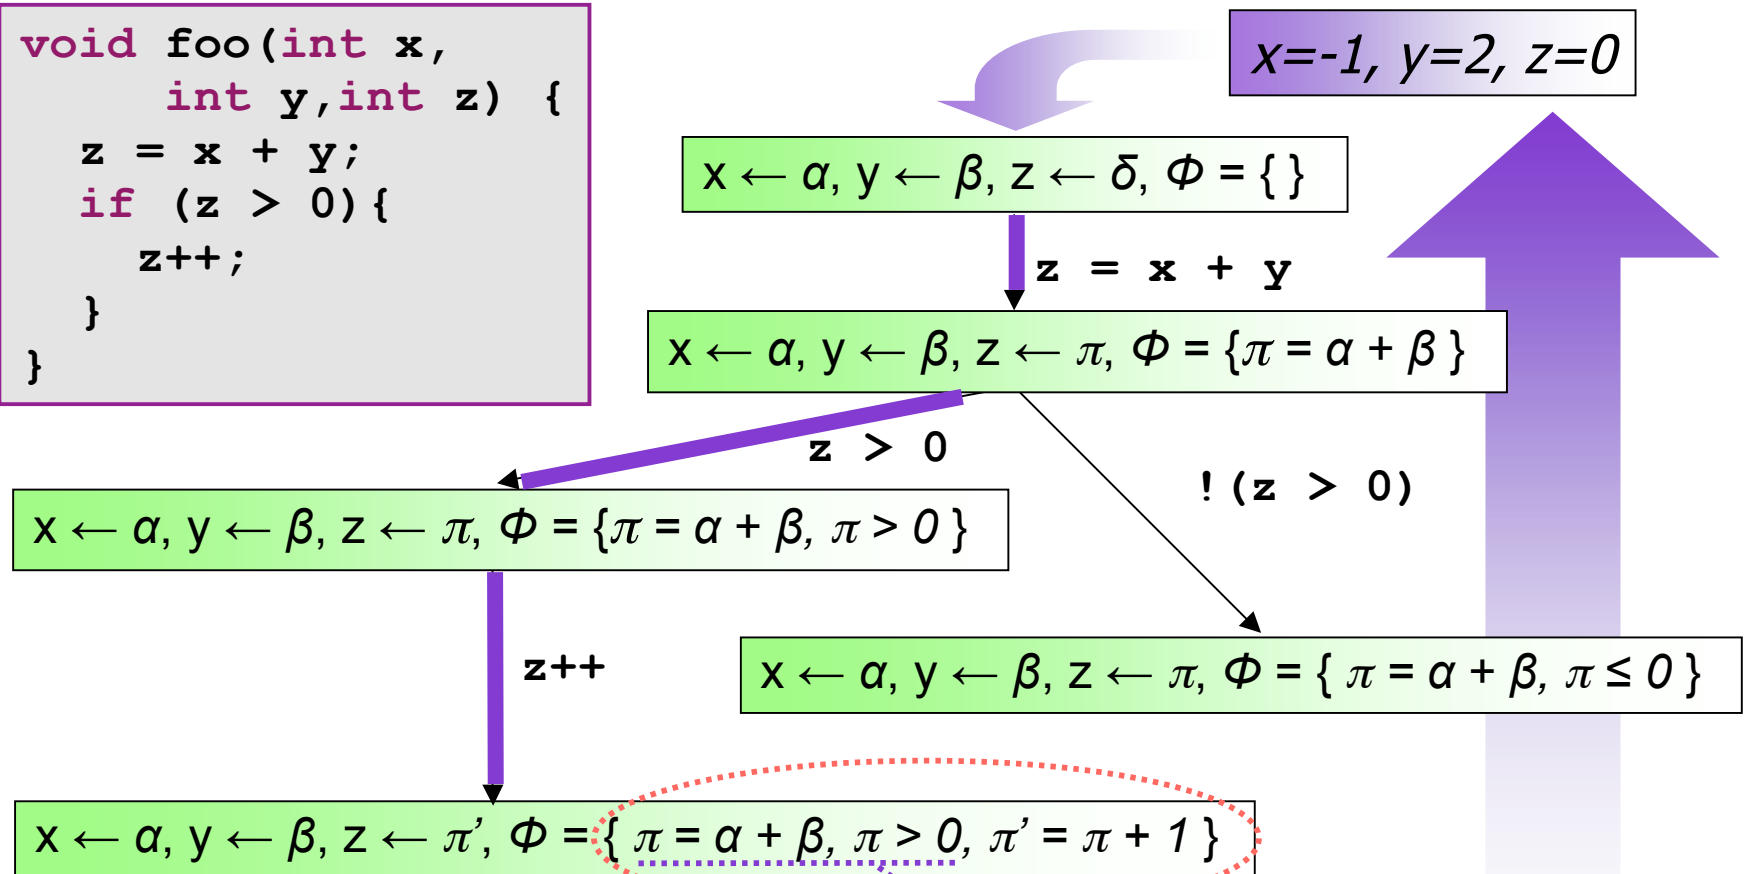 void foo(int x,
int y,int z) {
z = x + y;
if (z > 0){
z++;
}
}
x=-1, y=2, z=0
x ← α, y ← β, z ← δ, Φ = { }
z = x + y
x ← α, y ← β, z ← π, Φ = {π = α + β }
z > 0
!(z > 0)
x ← α, y ← β, z ← π, Φ = {π = α + β, π > 0 }
z++
x ← α, y ← β, z ← π, Φ = { π = α + β, π ≤ 0 }
x ← α, y ← β, z ← π’, Φ = { π = α + β, π > 0, π’ = π + 1 }